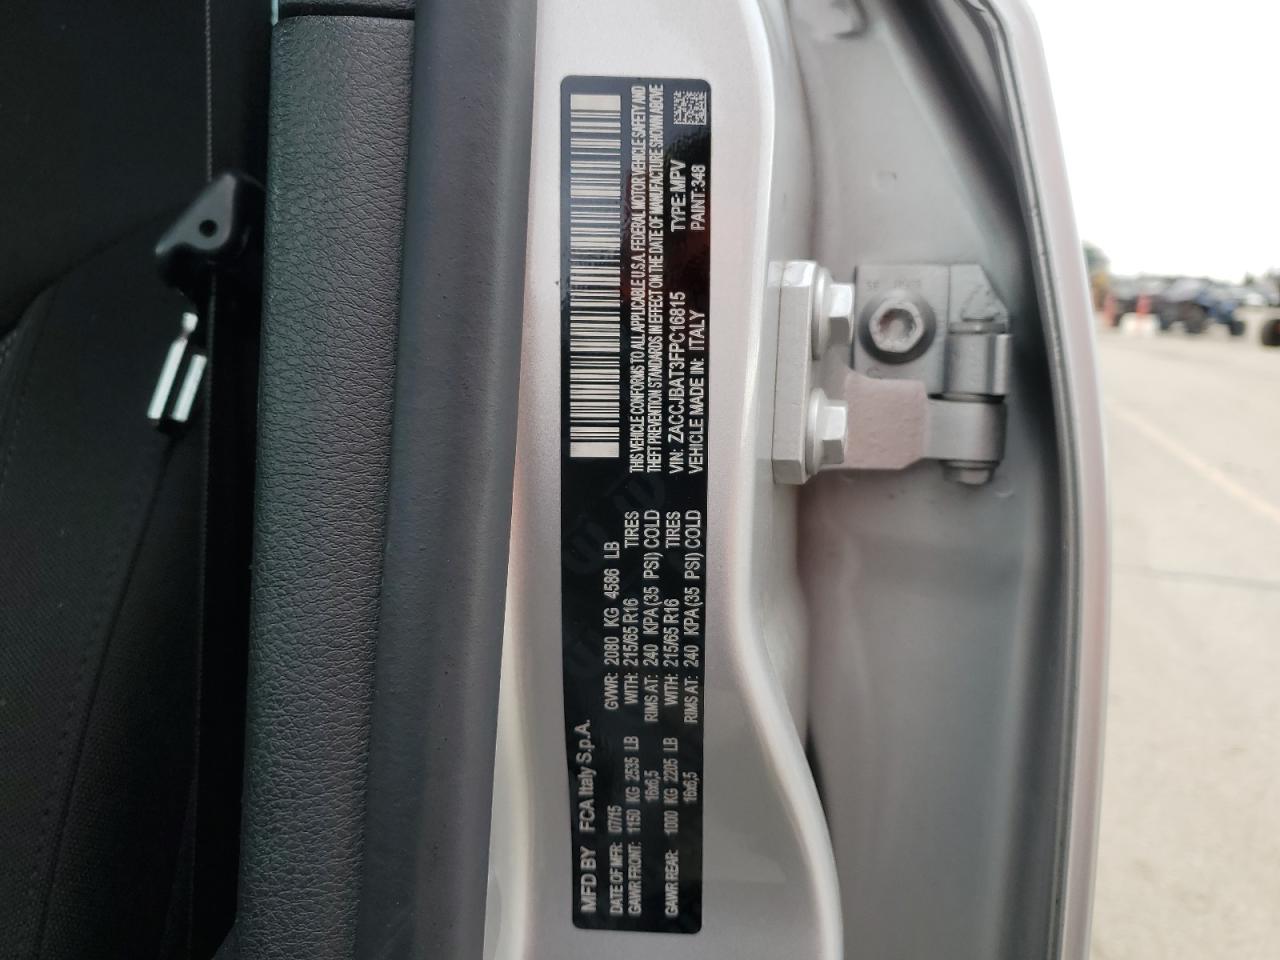 MFD BY FCA Italy S.p.A.
DATE OF MFR: 07/15 GVWR: 2080 KG 4586 LB
GAWR FRONT: 1150 KG 2535 LB WITH: 215/65 R16 TIRES
16x6,5 RIMS AT: 240 KPA (35 PSI) COLD
GAWR REAR: 1000 KG 2205 LB WITH: 215/65 R16 TIRES
16x6,5 RIMS AT: 240 KPA (35 PSI) COLD
THIS VEHICLE CONFORMS TO ALL APPLICABLE U.S.A. FEDERAL MOTOR VEHICLE SAFETY AND
THEFT PREVENTION STANDARDS IN EFFECT ON THE DATE OF MANUFACTURE SHOWN ABOVE
VIN: ZACCJBAT3FPC16815 TYPE: MPV
VEHICLE MADE IN: ITALY PAINT:348